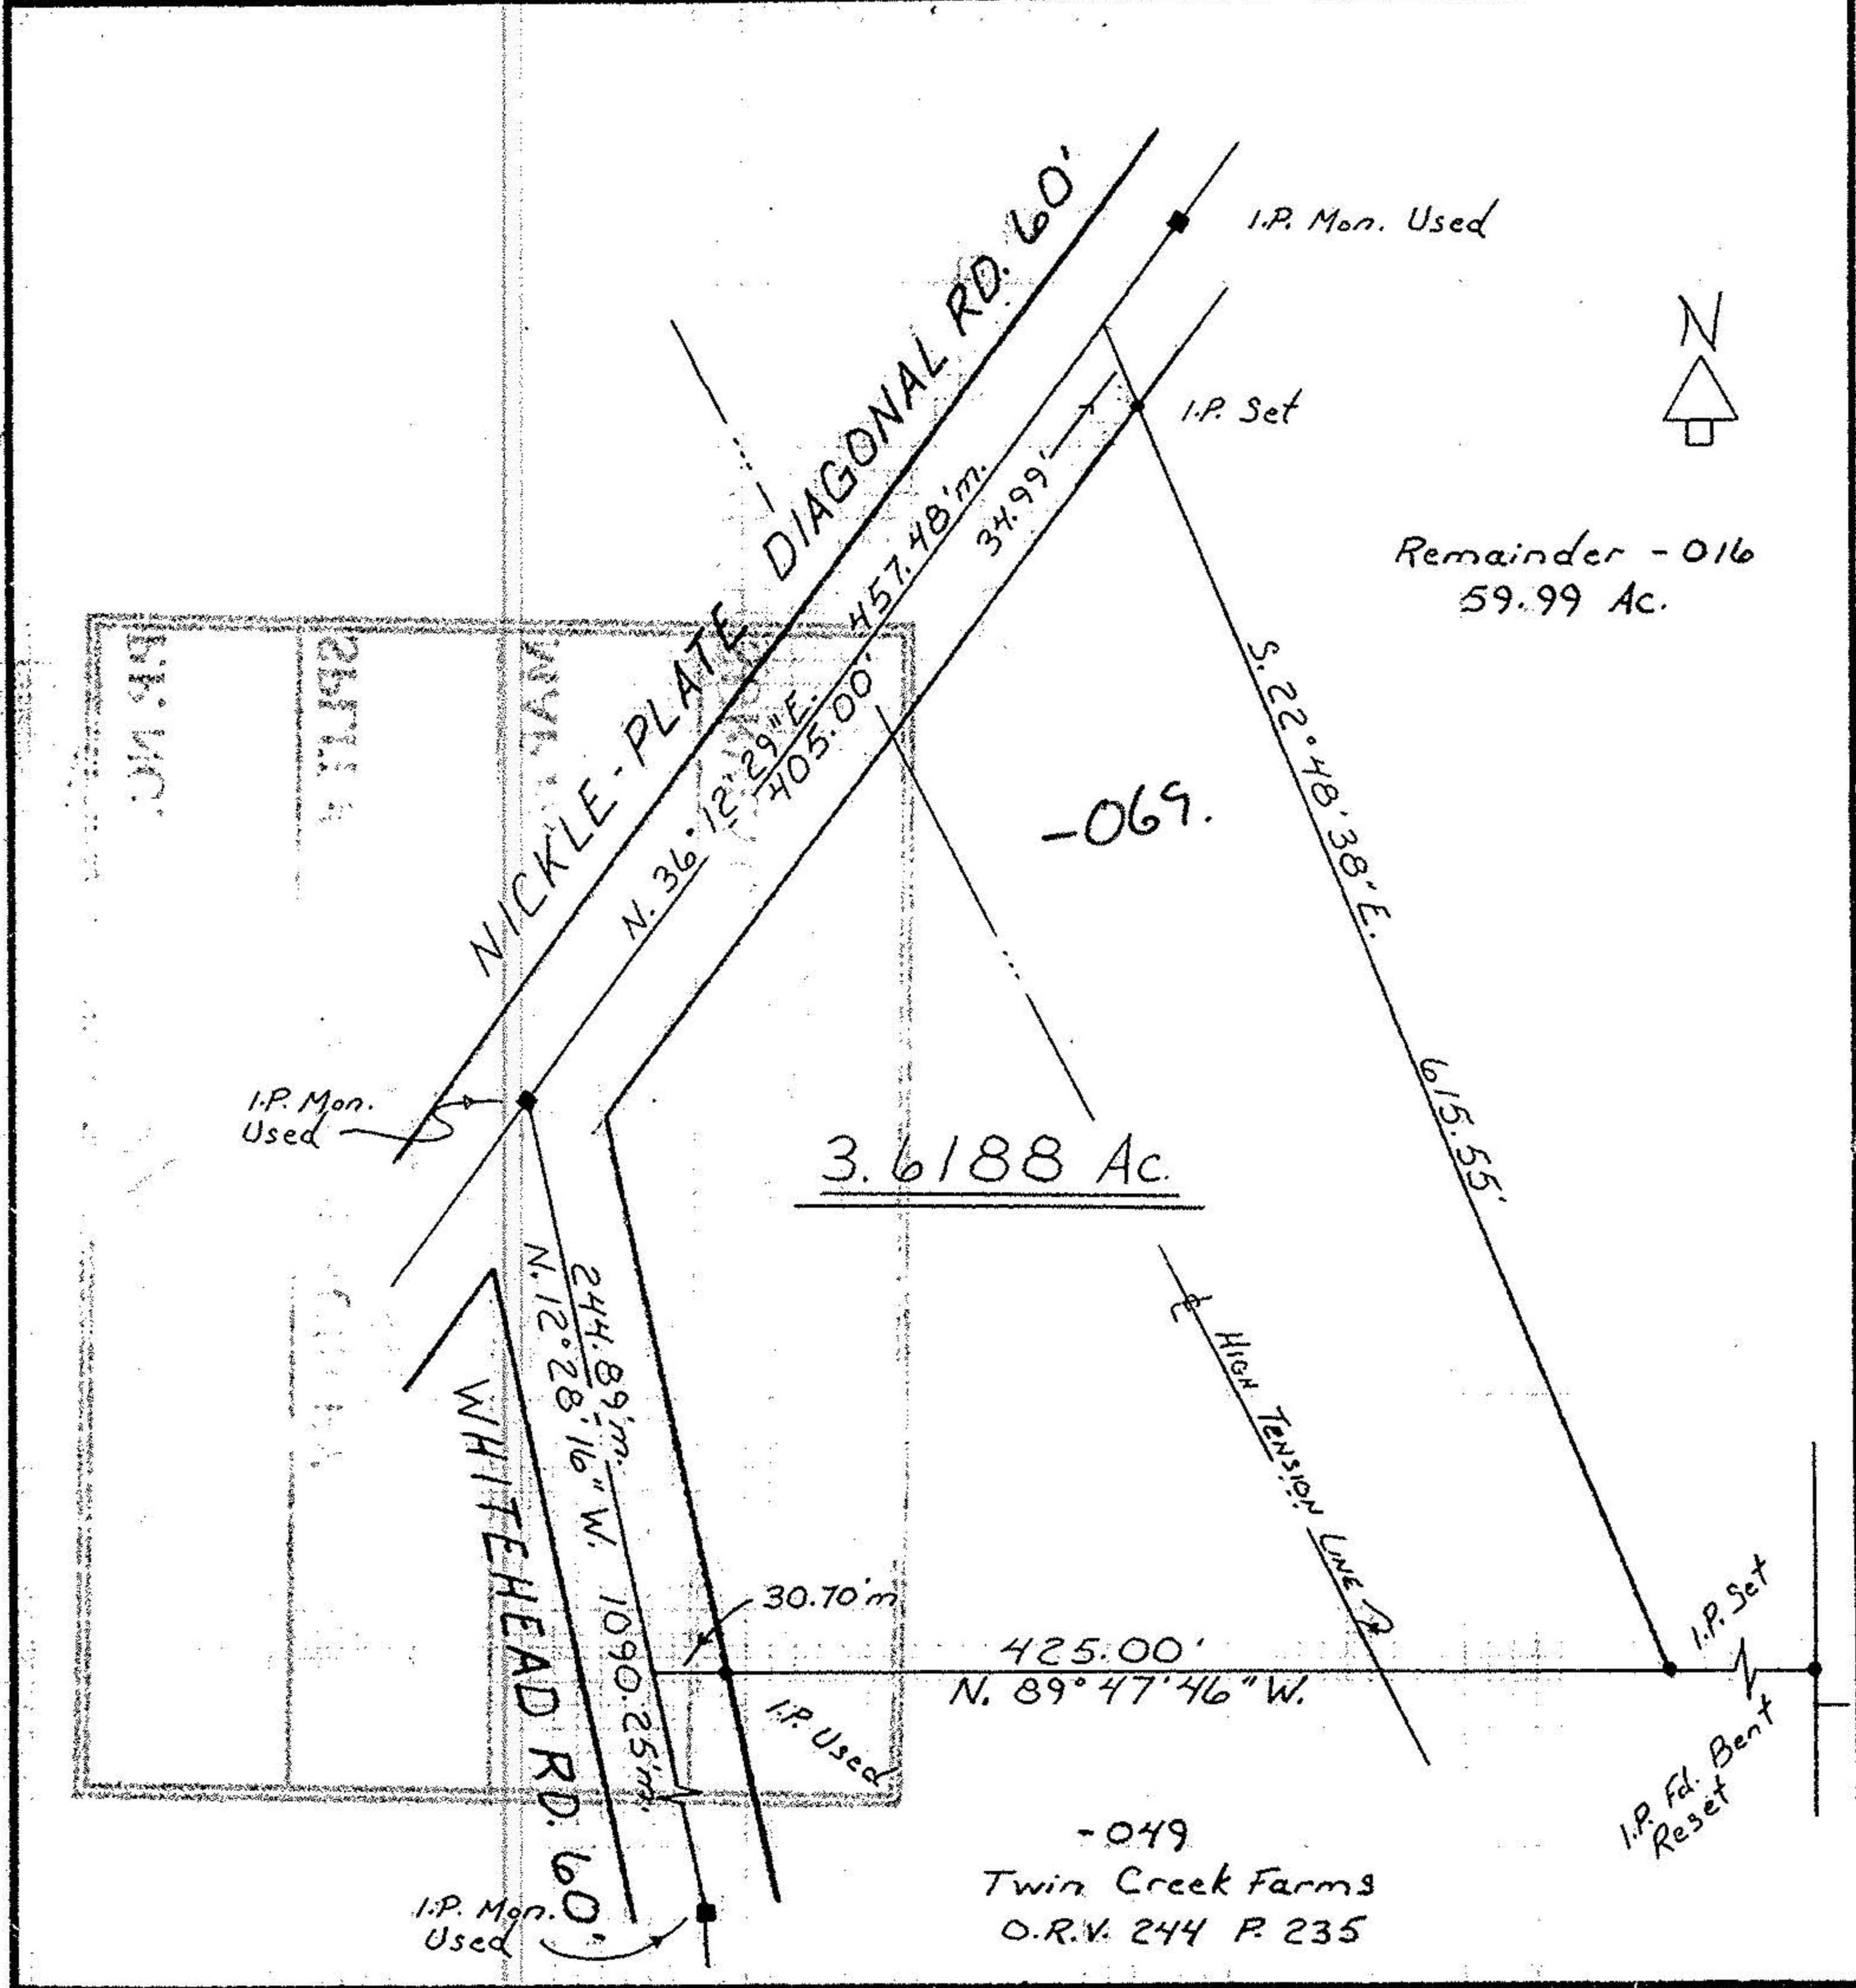 NICKLE-PLATE DIAGONAL RD. 60'
I.P. Mon. Used
N
I.P. Set
Remainder - 016
59.99 Ac.
N. 36°12'29"E. 457.48'm.
405.00'
34.99'
S. 22°48'38"E.
615.55'
-069.
I.P. Mon.
Used
3.6188 Ac.
244.89'm.
N. 12°28'16" W. 1090.25'm.
WHITEHEAD RD. 60'
HIGH TENSION LINE
30.70'm
425.00'
N. 89°47'46"W.
I.P. Used
I.P. Set
I.P. Fd. Bent
Reset
-049
Twin Creek Farms
O.R.V. 244 P. 235
I.P. Mon.
Used